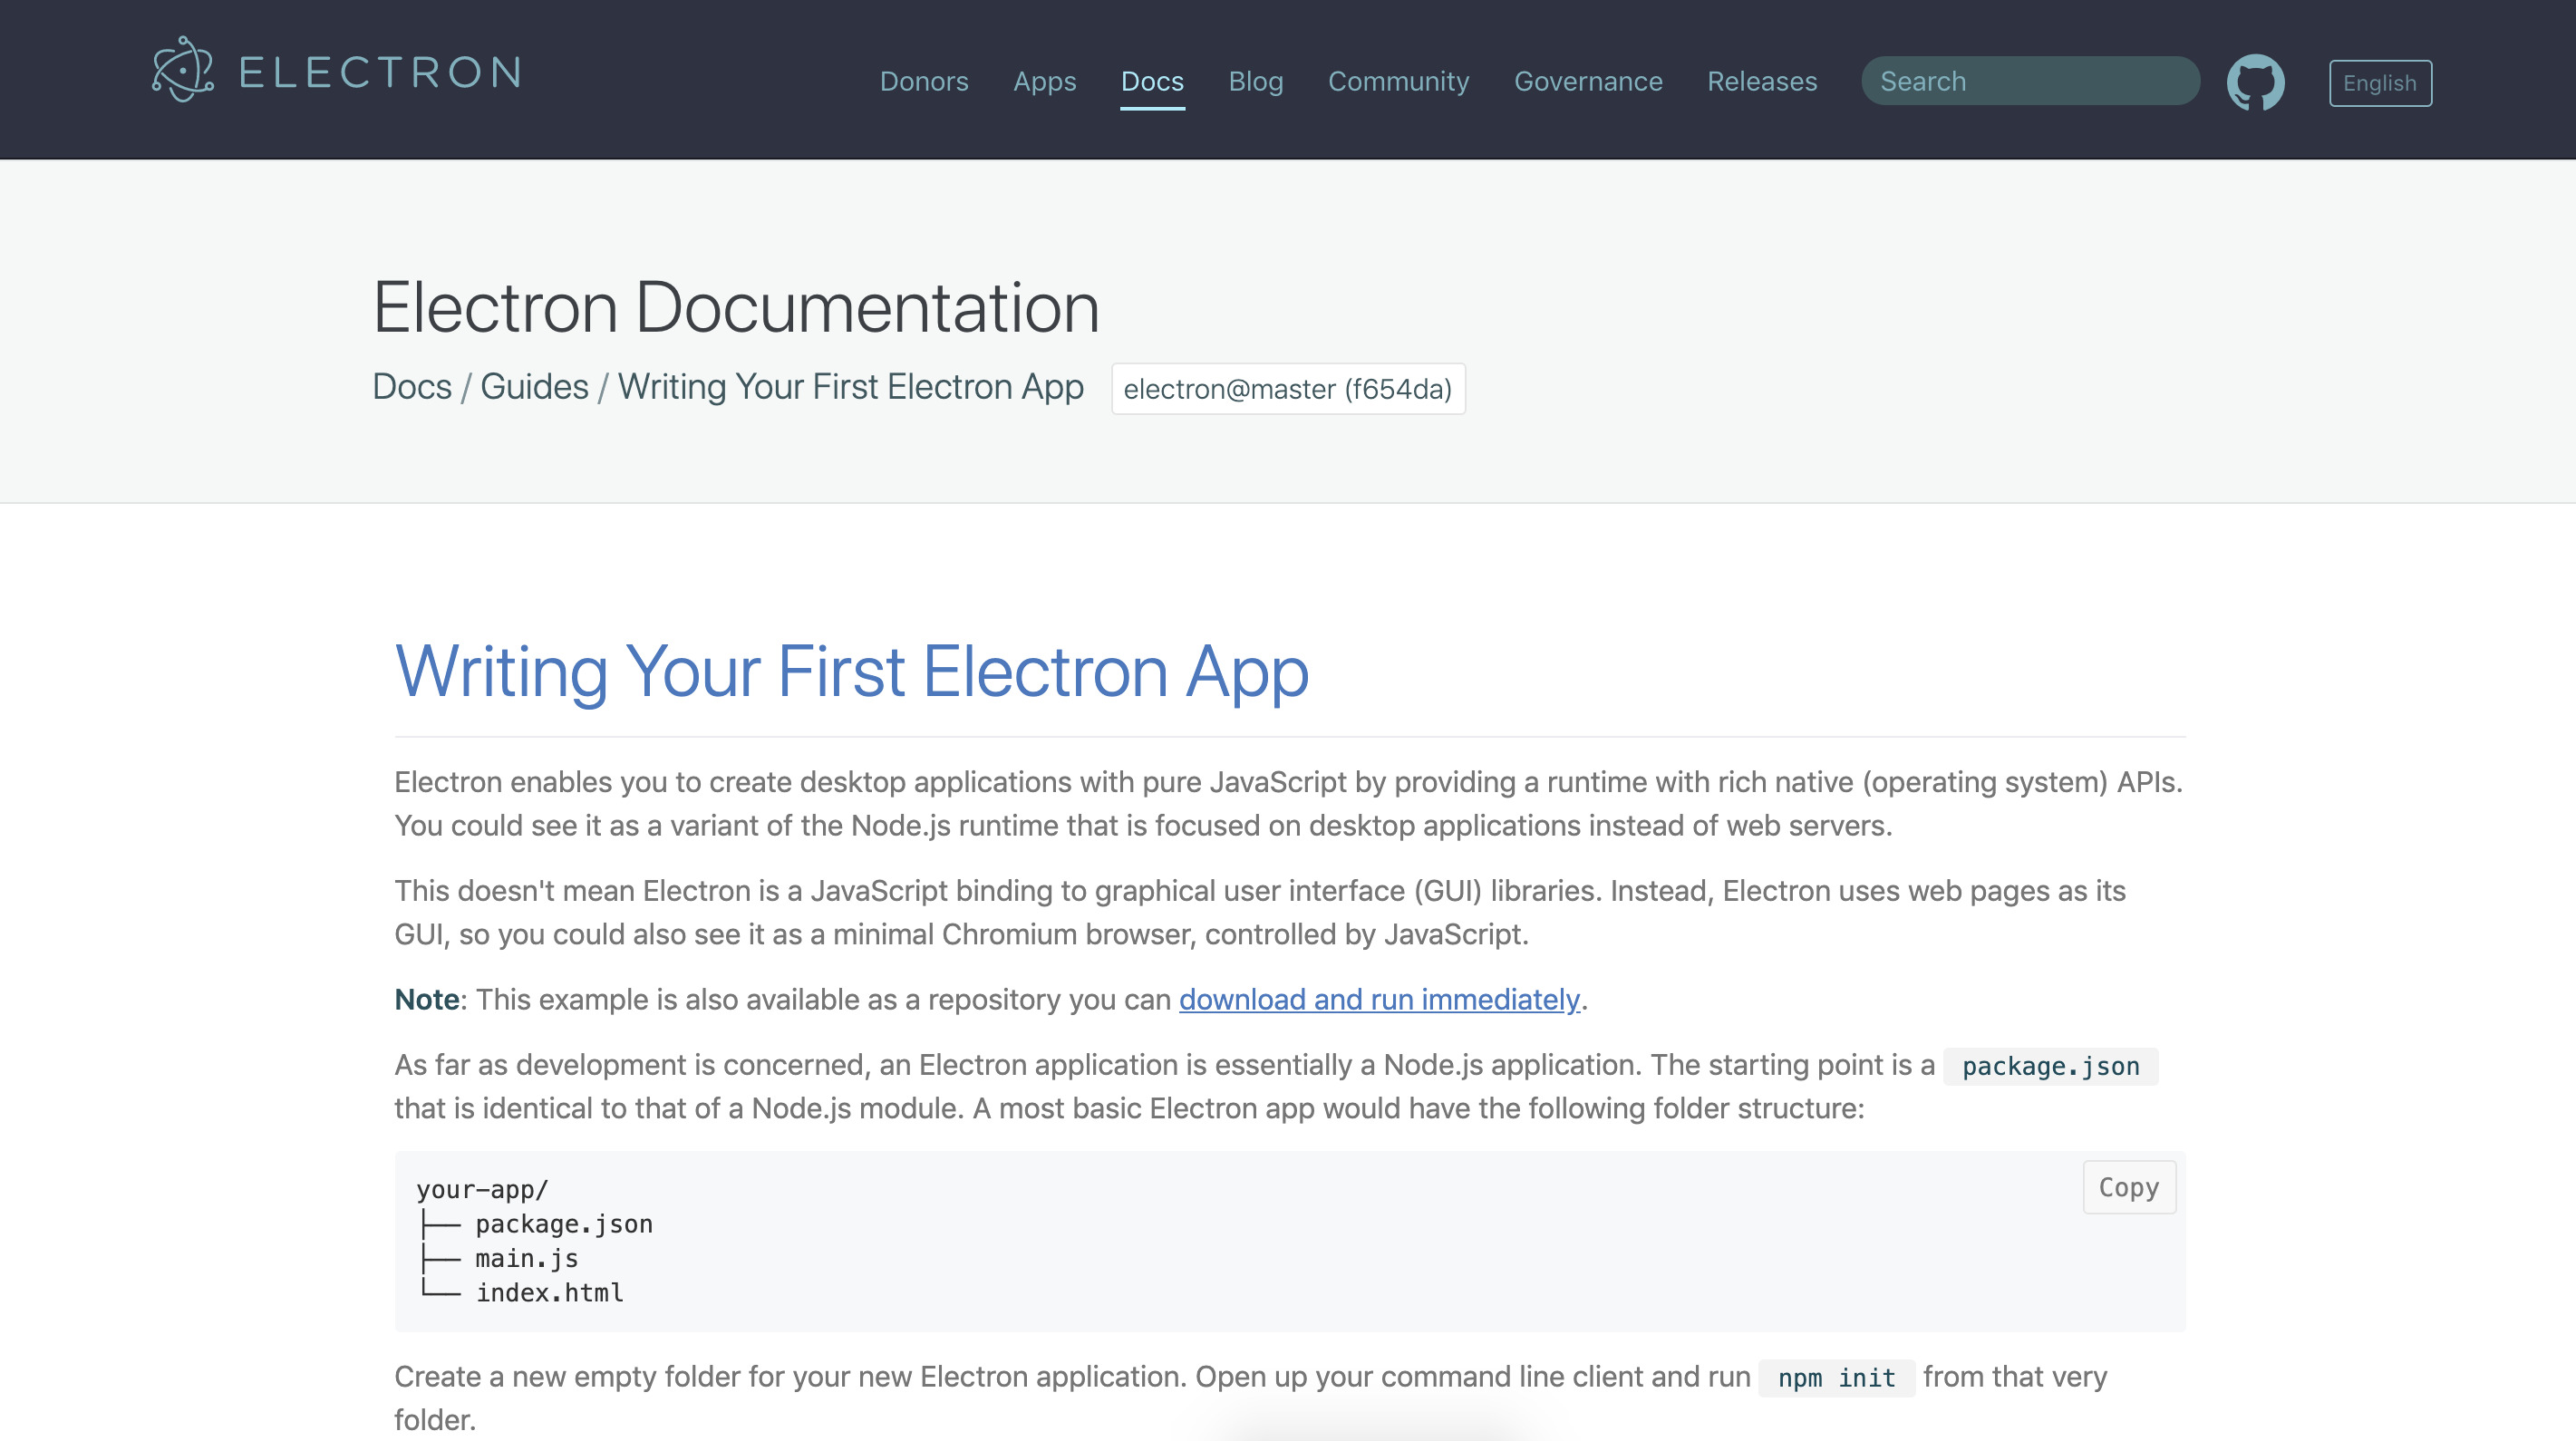 ELECTRON
Donors Apps Docs Blog Community Governance Releases Search English
Electron Documentation
Docs / Guides / Writing Your First Electron App electron@master (f654da)
Writing Your First Electron App
Electron enables you to create desktop applications with pure JavaScript by providing a runtime with rich native (operating system) APIs.
You could see it as a variant of the Node.js runtime that is focused on desktop applications instead of web servers.
This doesn't mean Electron is a JavaScript binding to graphical user interface (GUI) libraries. Instead, Electron uses web pages as its
GUI, so you could also see it as a minimal Chromium browser, controlled by JavaScript.
Note: This example is also available as a repository you can download and run immediately.
As far as development is concerned, an Electron application is essentially a Node.js application. The starting point is a package.json
that is identical to that of a Node.js module. A most basic Electron app would have the following folder structure:
Copy
your-app/
├── package.json
├── main.js
└── index.html
Create a new empty folder for your new Electron application. Open up your command line client and run npm init from that very
folder.